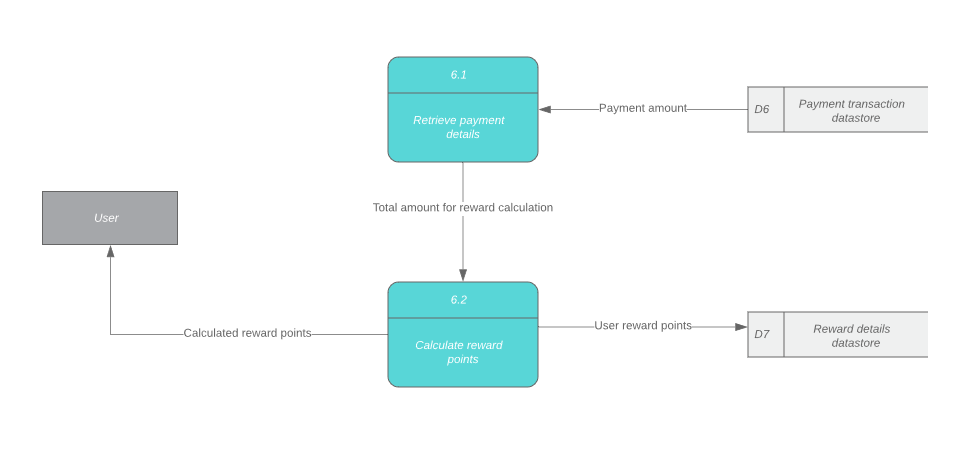 6.1
Retrieve payment
details
Payment amount
D6
Payment transaction
datastore
User
Total amount for reward calculation
6.2
Calculate reward
points
Calculated reward points
User reward points
D7
Reward details
datastore